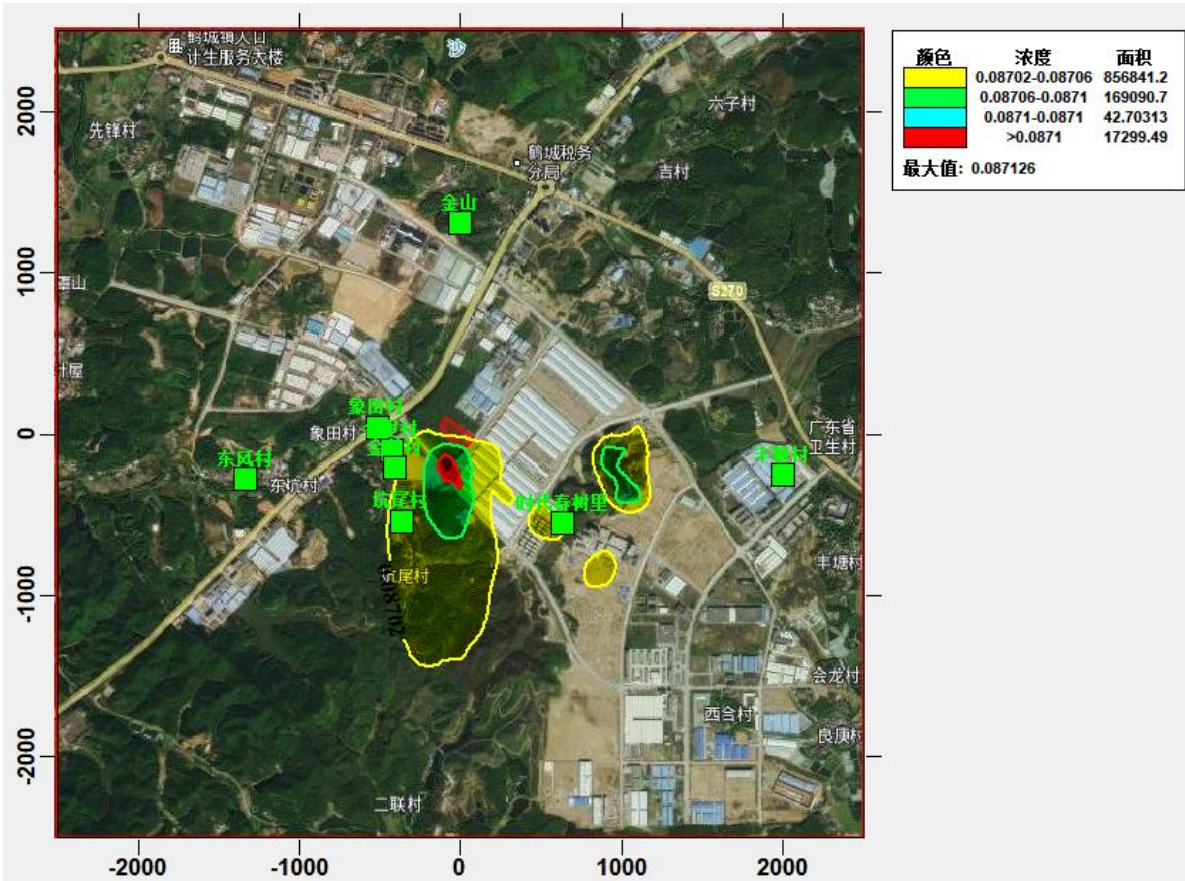 鹤城镇人口
计生服务大楼
沙
六子村
先锋村
鹤城税务
分局
吉村
金山
S270
象田村
象田村
广东省
卫生村
东风村
东坑村
坑尾村
时代春树里
坑尾村
丰塘村
0.08702
会龙村
西合村
良庚村
二联村
2000
1000
0
-1000
-2000
-2000
-1000
0
1000
2000
颜色 浓度 面积
0.08702-0.08706 856841.2
0.08706-0.0871 169090.7
0.0871-0.0871 42.70313
>0.0871 17299.49
最大值: 0.087126